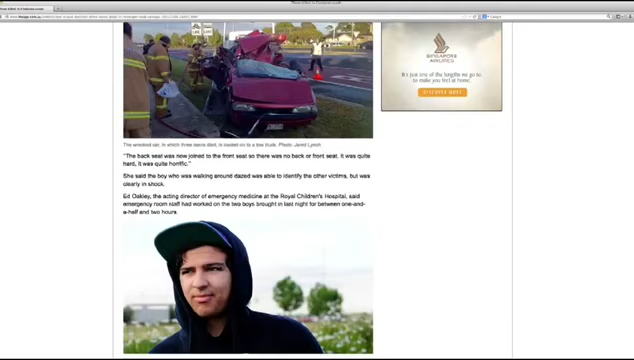 SINGAPORE
AIRLINES
It's just one of the lengths we go to
to make you feel at home.
The wrecked car, in which three teens died, is loaded on to a tow truck. Photo:
"The back seat was now joined to the front seat so there was no back or front seat. It was quite
hard, it was quite horrific."
She said the boy who was walking around dazed was able to identify the other victims, but was
clearly in shock.
Ed Oakley, the acting director of emergency medicine at the Royal Children's Hospital, said
emergency room staff had worked on the two boys brought in last night for between one-and-
a-half and two hours.